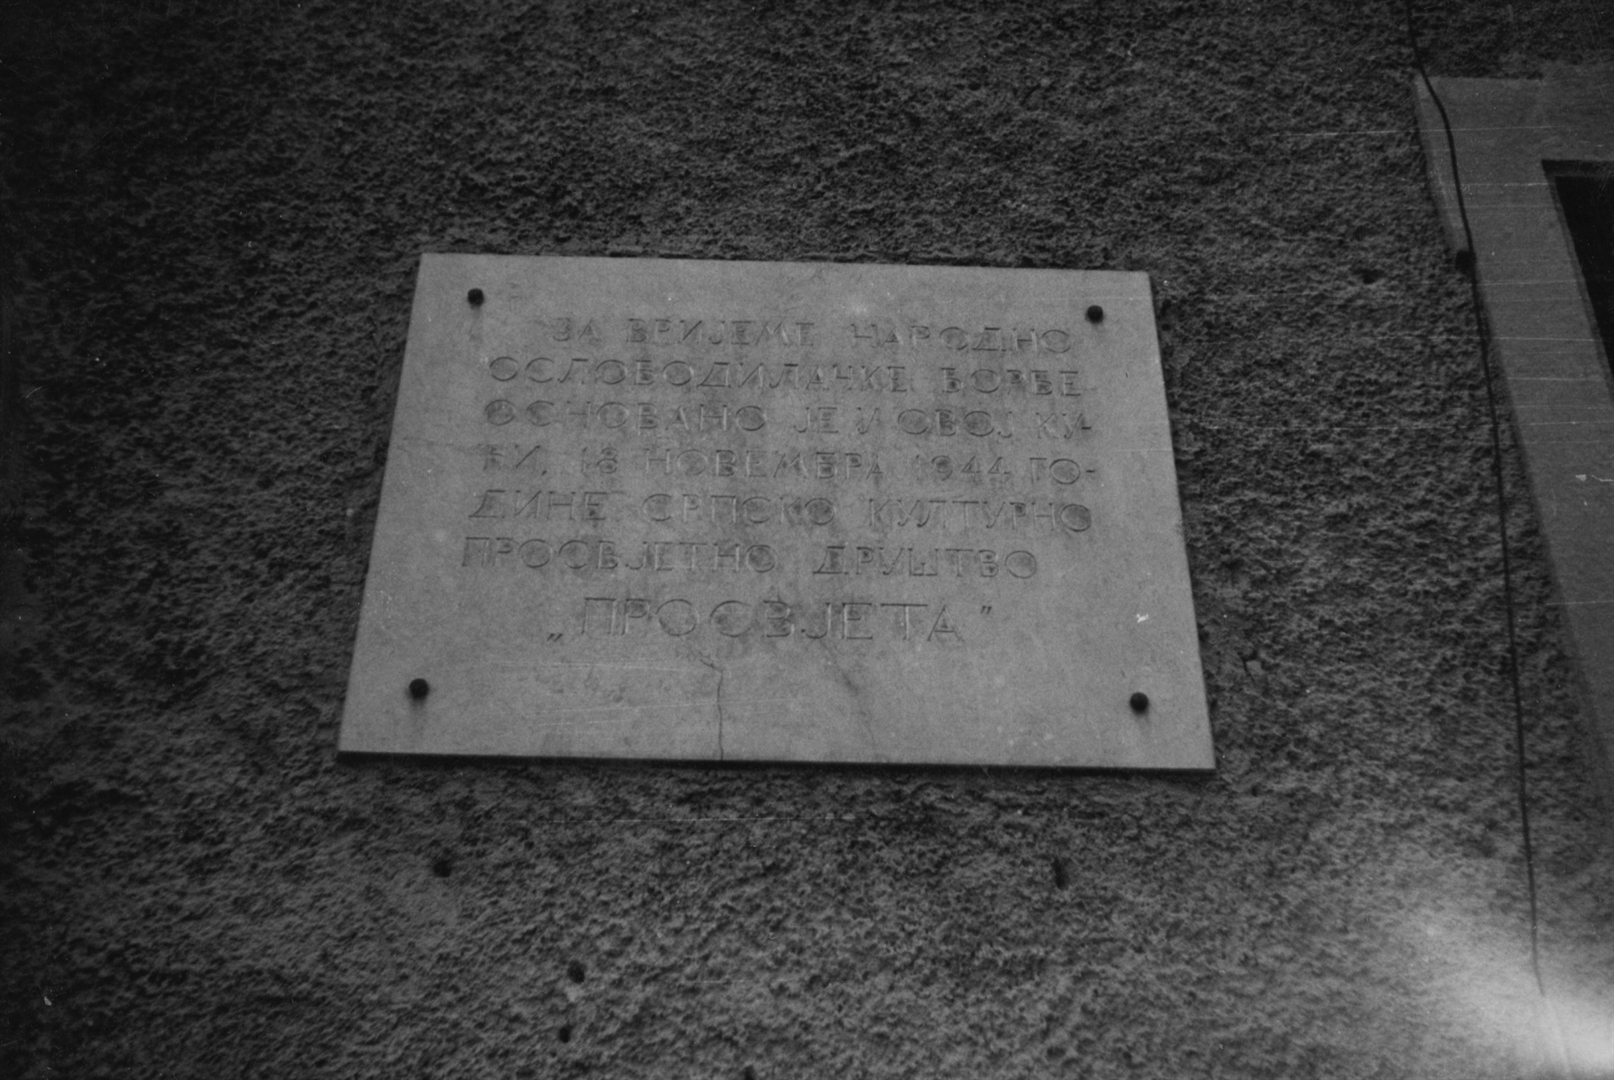 ЗА ВРИЈЕМЕ НАРОДНО
ОСЛОБОДИЛАЧКЕ БОРБЕ
ОСНОВАНО ЈЕ У ОВОЈ КУ-
ЋИ, 18 НОВЕМБРА 1944 ГО-
ДИНЕ СРПСКО КУЛТУРНО
ПРОСВЈЕТНО ДРУШТВО
„ПРОСВЈЕТА”